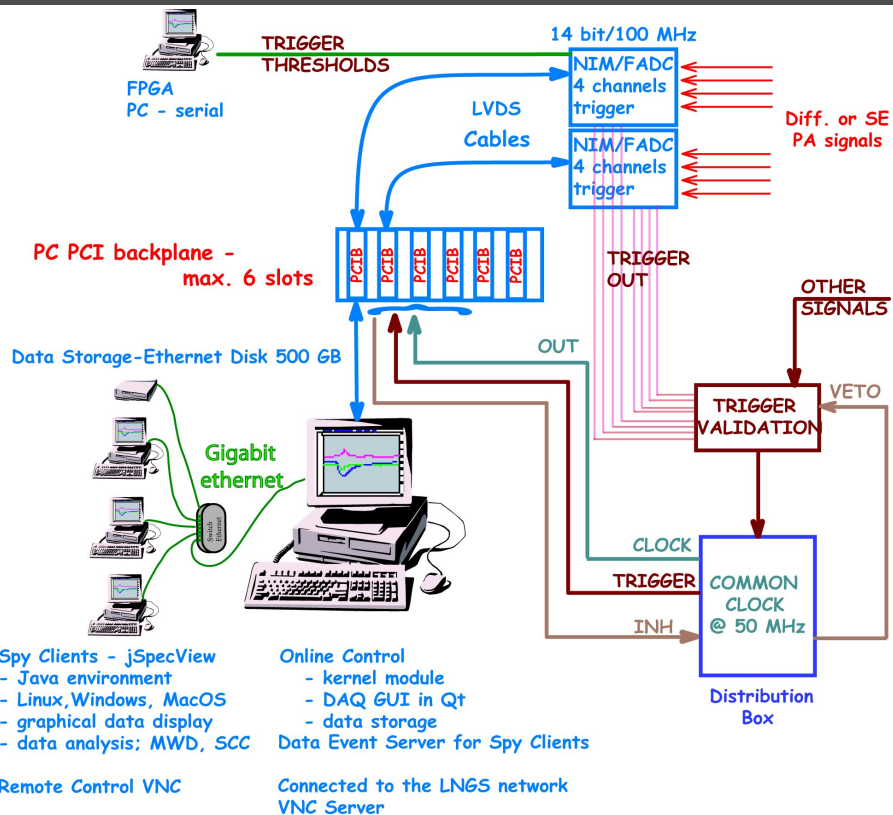 14 bit/100 MHz
TRIGGER
THRESHOLDS
FPGA
PC - serial
NIM/FADC
4 channels
trigger
LVDS
Cables
NIM/FADC
4 channels
trigger
Diff. or SE
PA signals
PC PCI backplane -
max. 6 slots
PCIB
PCIB
PCIB
PCIB
PCIB
PCIB
TRIGGER
OUT
OTHER
SIGNALS
OUT
Data Storage-Ethernet Disk 500 GB
VETO
TRIGGER
VALIDATION
Gigabit
ethernet
Switch
Ethernet
CLOCK
TRIGGER
INH
COMMON
CLOCK
@ 50 MHz
Distribution
Box
Spy Clients - jSpecView
- Java environment
- Linux,Windows, MacOS
- graphical data display
- data analysis; MWD, SCC
Remote Control VNC
Online Control
- kernel module
- DAQ GUI in Qt
- data storage
Data Event Server for Spy Clients
Connected to the LNGS network
VNC Server